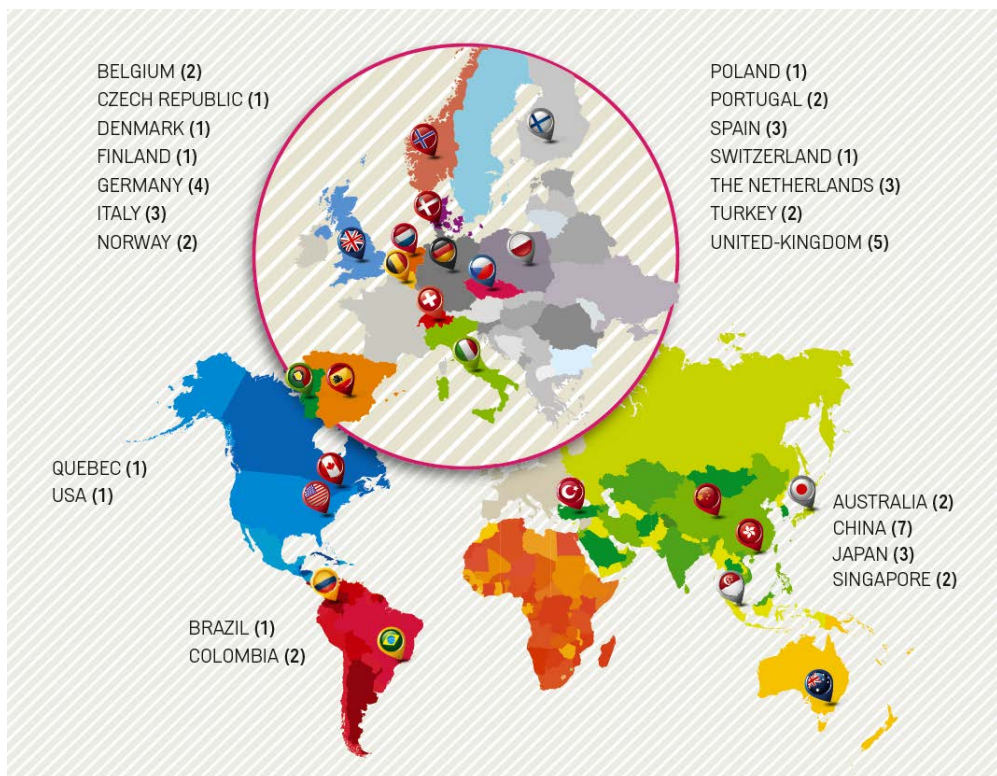 BELGIUM (2)
CZECH REPUBLIC (1)
DENMARK (1)
FINLAND (1)
GERMANY (4)
ITALY (3)
NORWAY (2)
POLAND (1)
PORTUGAL (2)
SPAIN (3)
SWITZERLAND (1)
THE NETHERLANDS (3)
TURKEY (2)
UNITED-KINGDOM (5)
QUEBEC (1)
USA (1)
AUSTRALIA (2)
CHINA (7)
JAPAN (3)
SINGAPORE (2)
BRAZIL (1)
COLOMBIA (2)